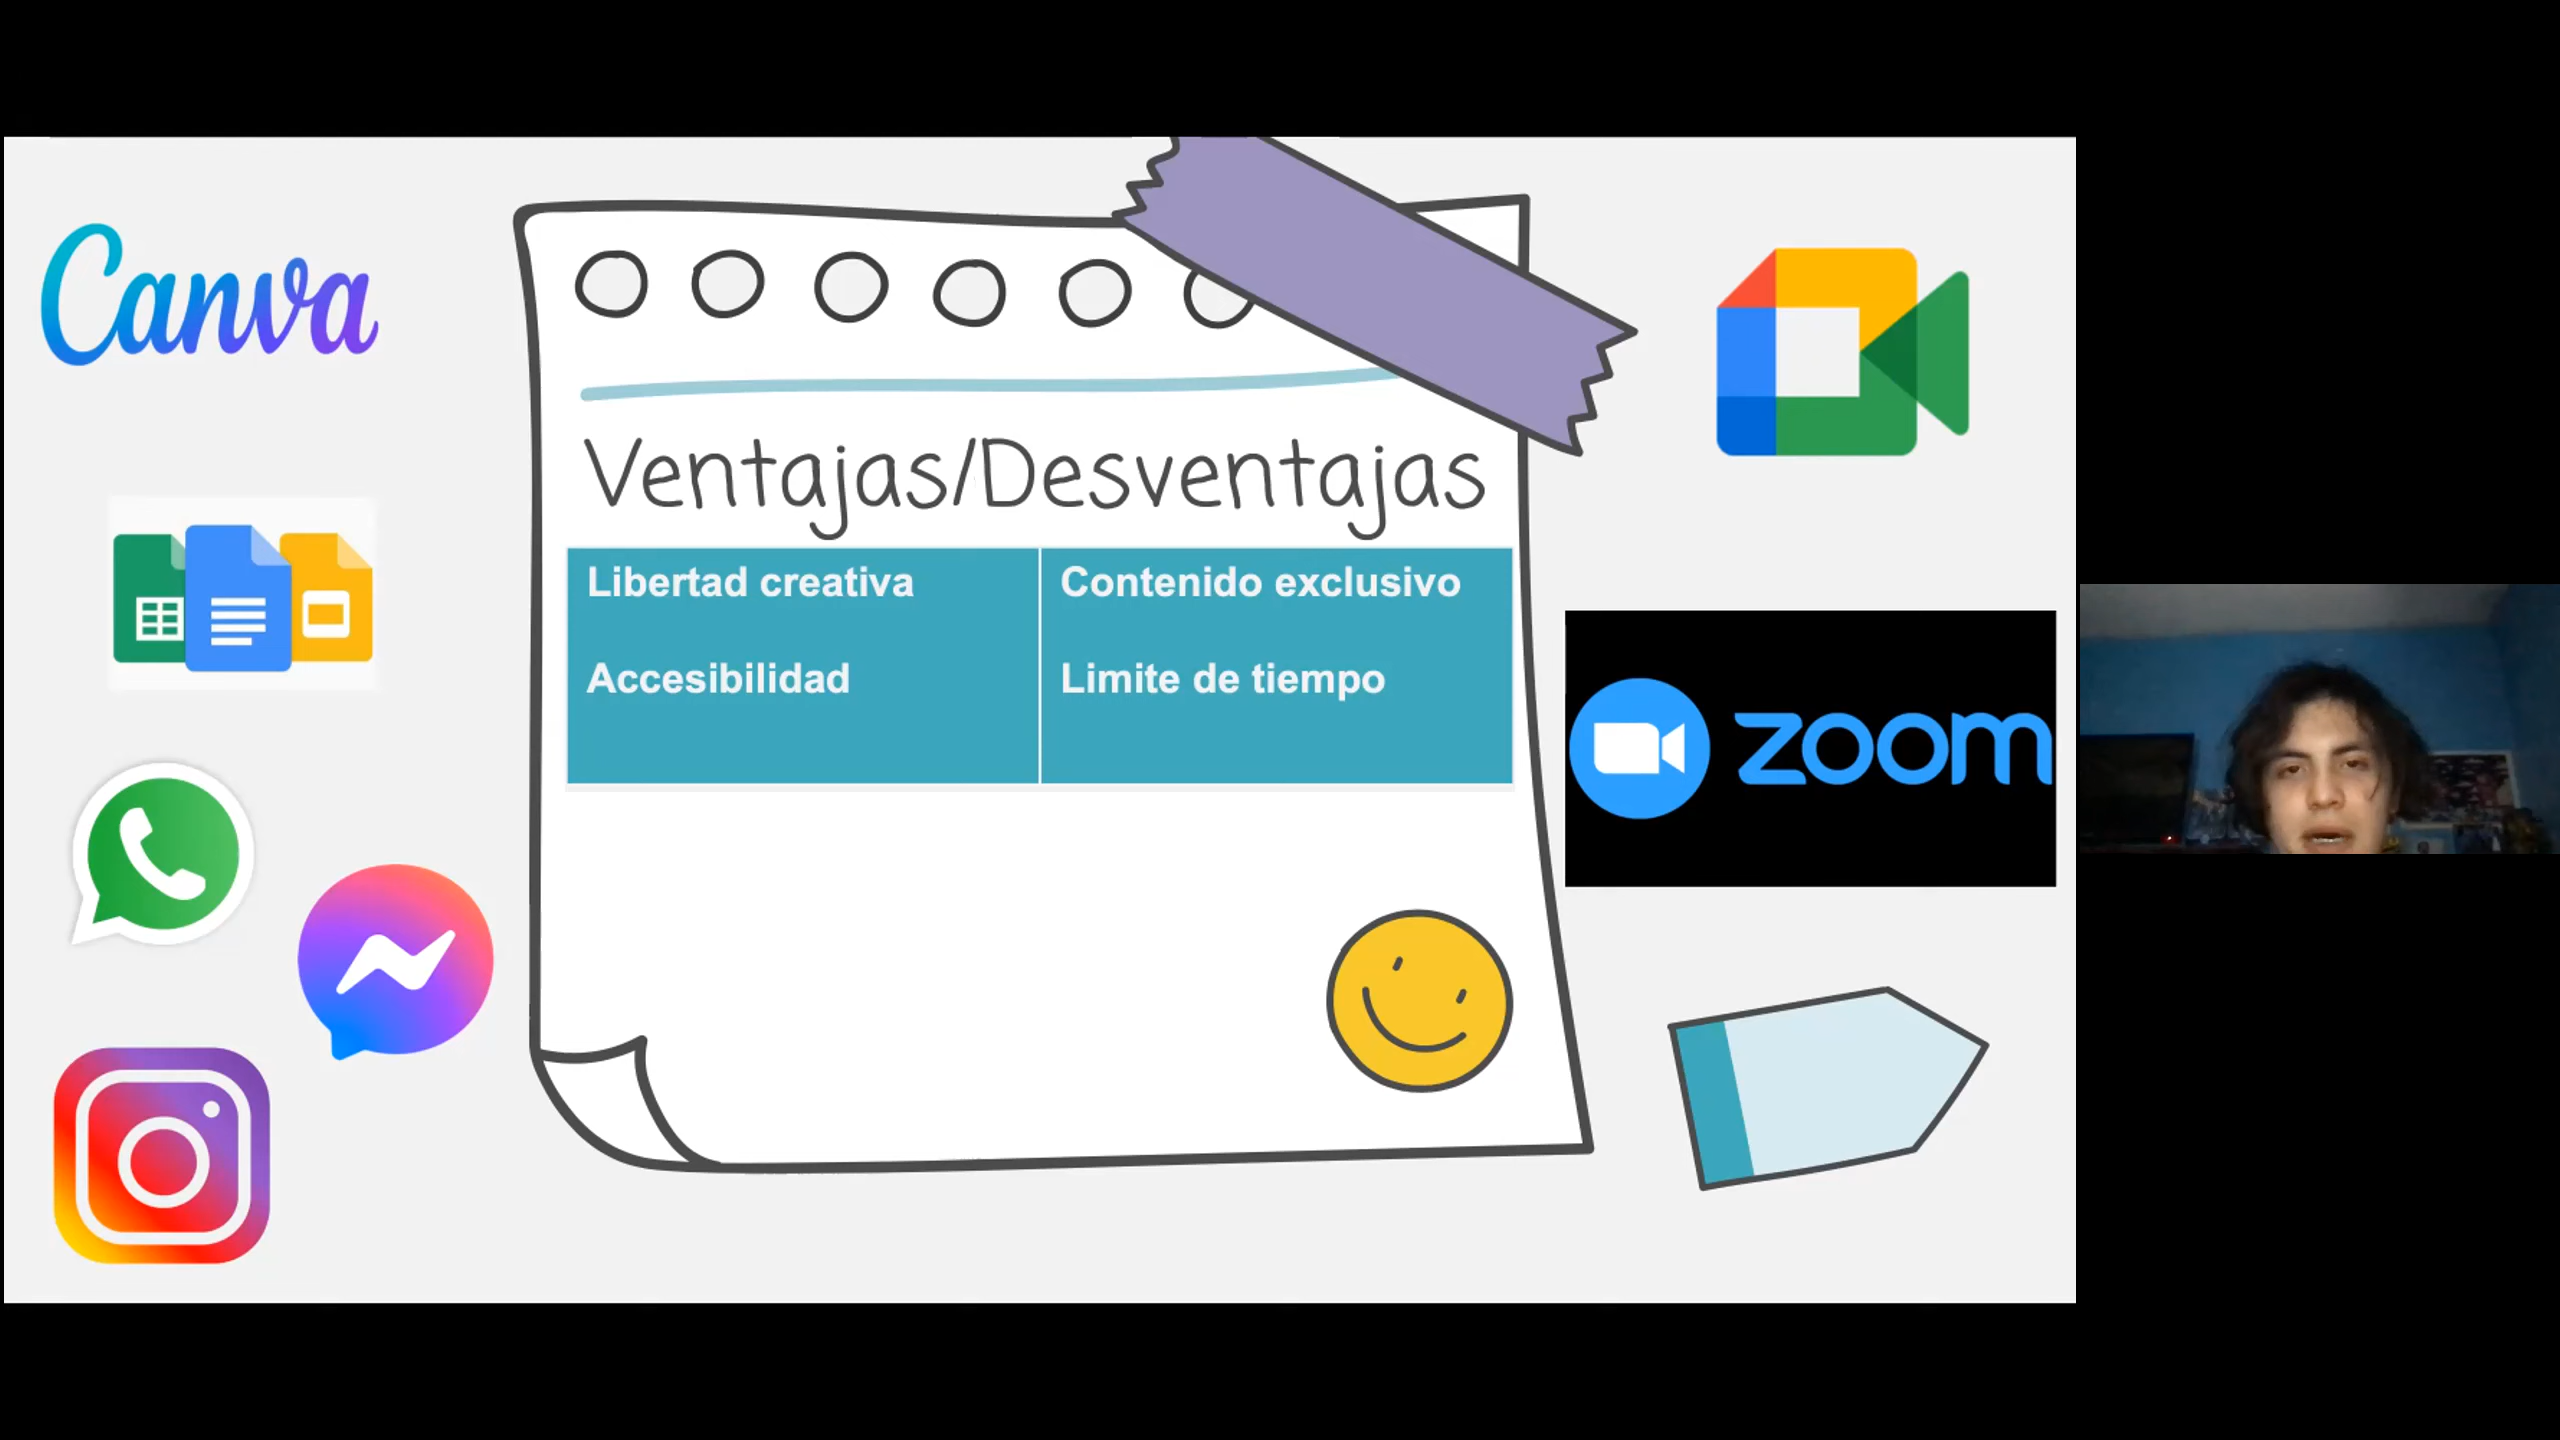 Canva
Ventajas/Desventajas
Libertad creativa
Accesibilidad
Contenido exclusivo
Limite de tiempo
zoom